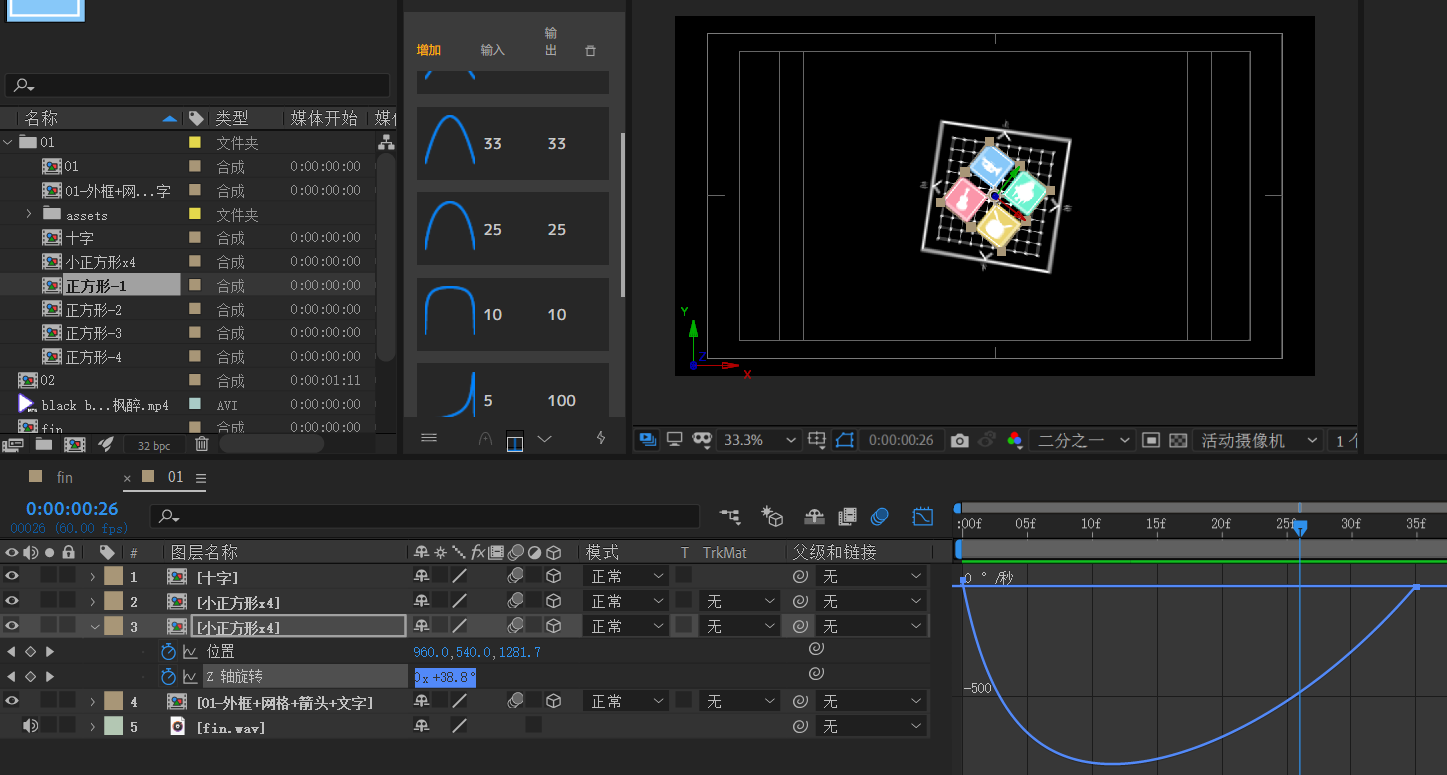 增加 输入 输出
33 33
25 25
10 10
5 100
名称 类型 媒体开始
01 文件夹
01 合成 0:00:00:00
01-外框+网...字 合成 0:00:00:00
assets 文件夹
十字 合成 0:00:00:00
小正方形x4 合成 0:00:00:00
正方形-1 合成 0:00:00:00
正方形-2 合成 0:00:00:00
正方形-3 合成 0:00:00:00
正方形-4 合成 0:00:00:00
02 合成 0:00:01:11
black b...枫醉.mp4 AVI 0:00:00:00
fin 合成 0:00:00:00
32 bpc
Y
Z
X
33.3% 0:00:00:26 二分之一 活动摄像机 1 个
fin × 01
0:00:00:26
00026 (60.00 fps)
:00f 05f 10f 15f 20f 25f 30f 35f
# 图层名称 fx 模式 T TrkMat 父级和链接
1 [十字] 正常 无
2 [小正方形x4] 正常 无 无
3 [小正方形x4] 正常 无 无
位置 960.0,540.0,1281.7
Z 轴旋转 0x+38.8°
4 [01-外框+网格+箭头+文字] 正常 无 无
5 [fin.wav] 无
0 ° /秒
-500